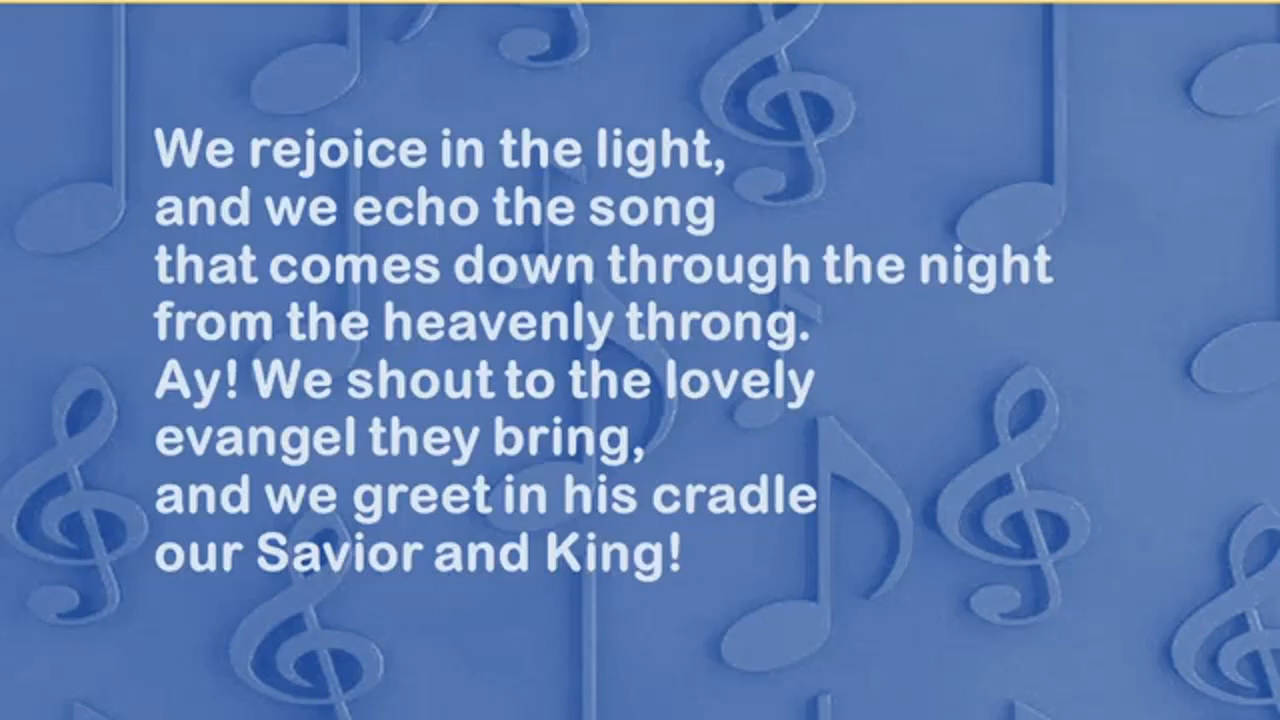 We rejoice in the light,
and we echo the song
that comes down through the night
from the heavenly throng.
Ay! We shout to the lovely
evangel they bring,
and we greet in his cradle
our Savior and King!